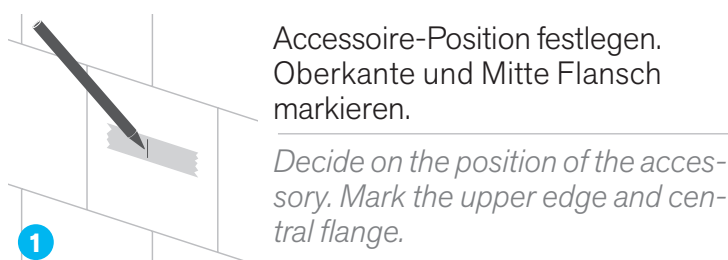 Accessoire-Position festlegen.
Oberkante und Mitte Flansch
markieren.
Decide on the position of the acces-
sory. Mark the upper edge and cen-
tral flange.
1